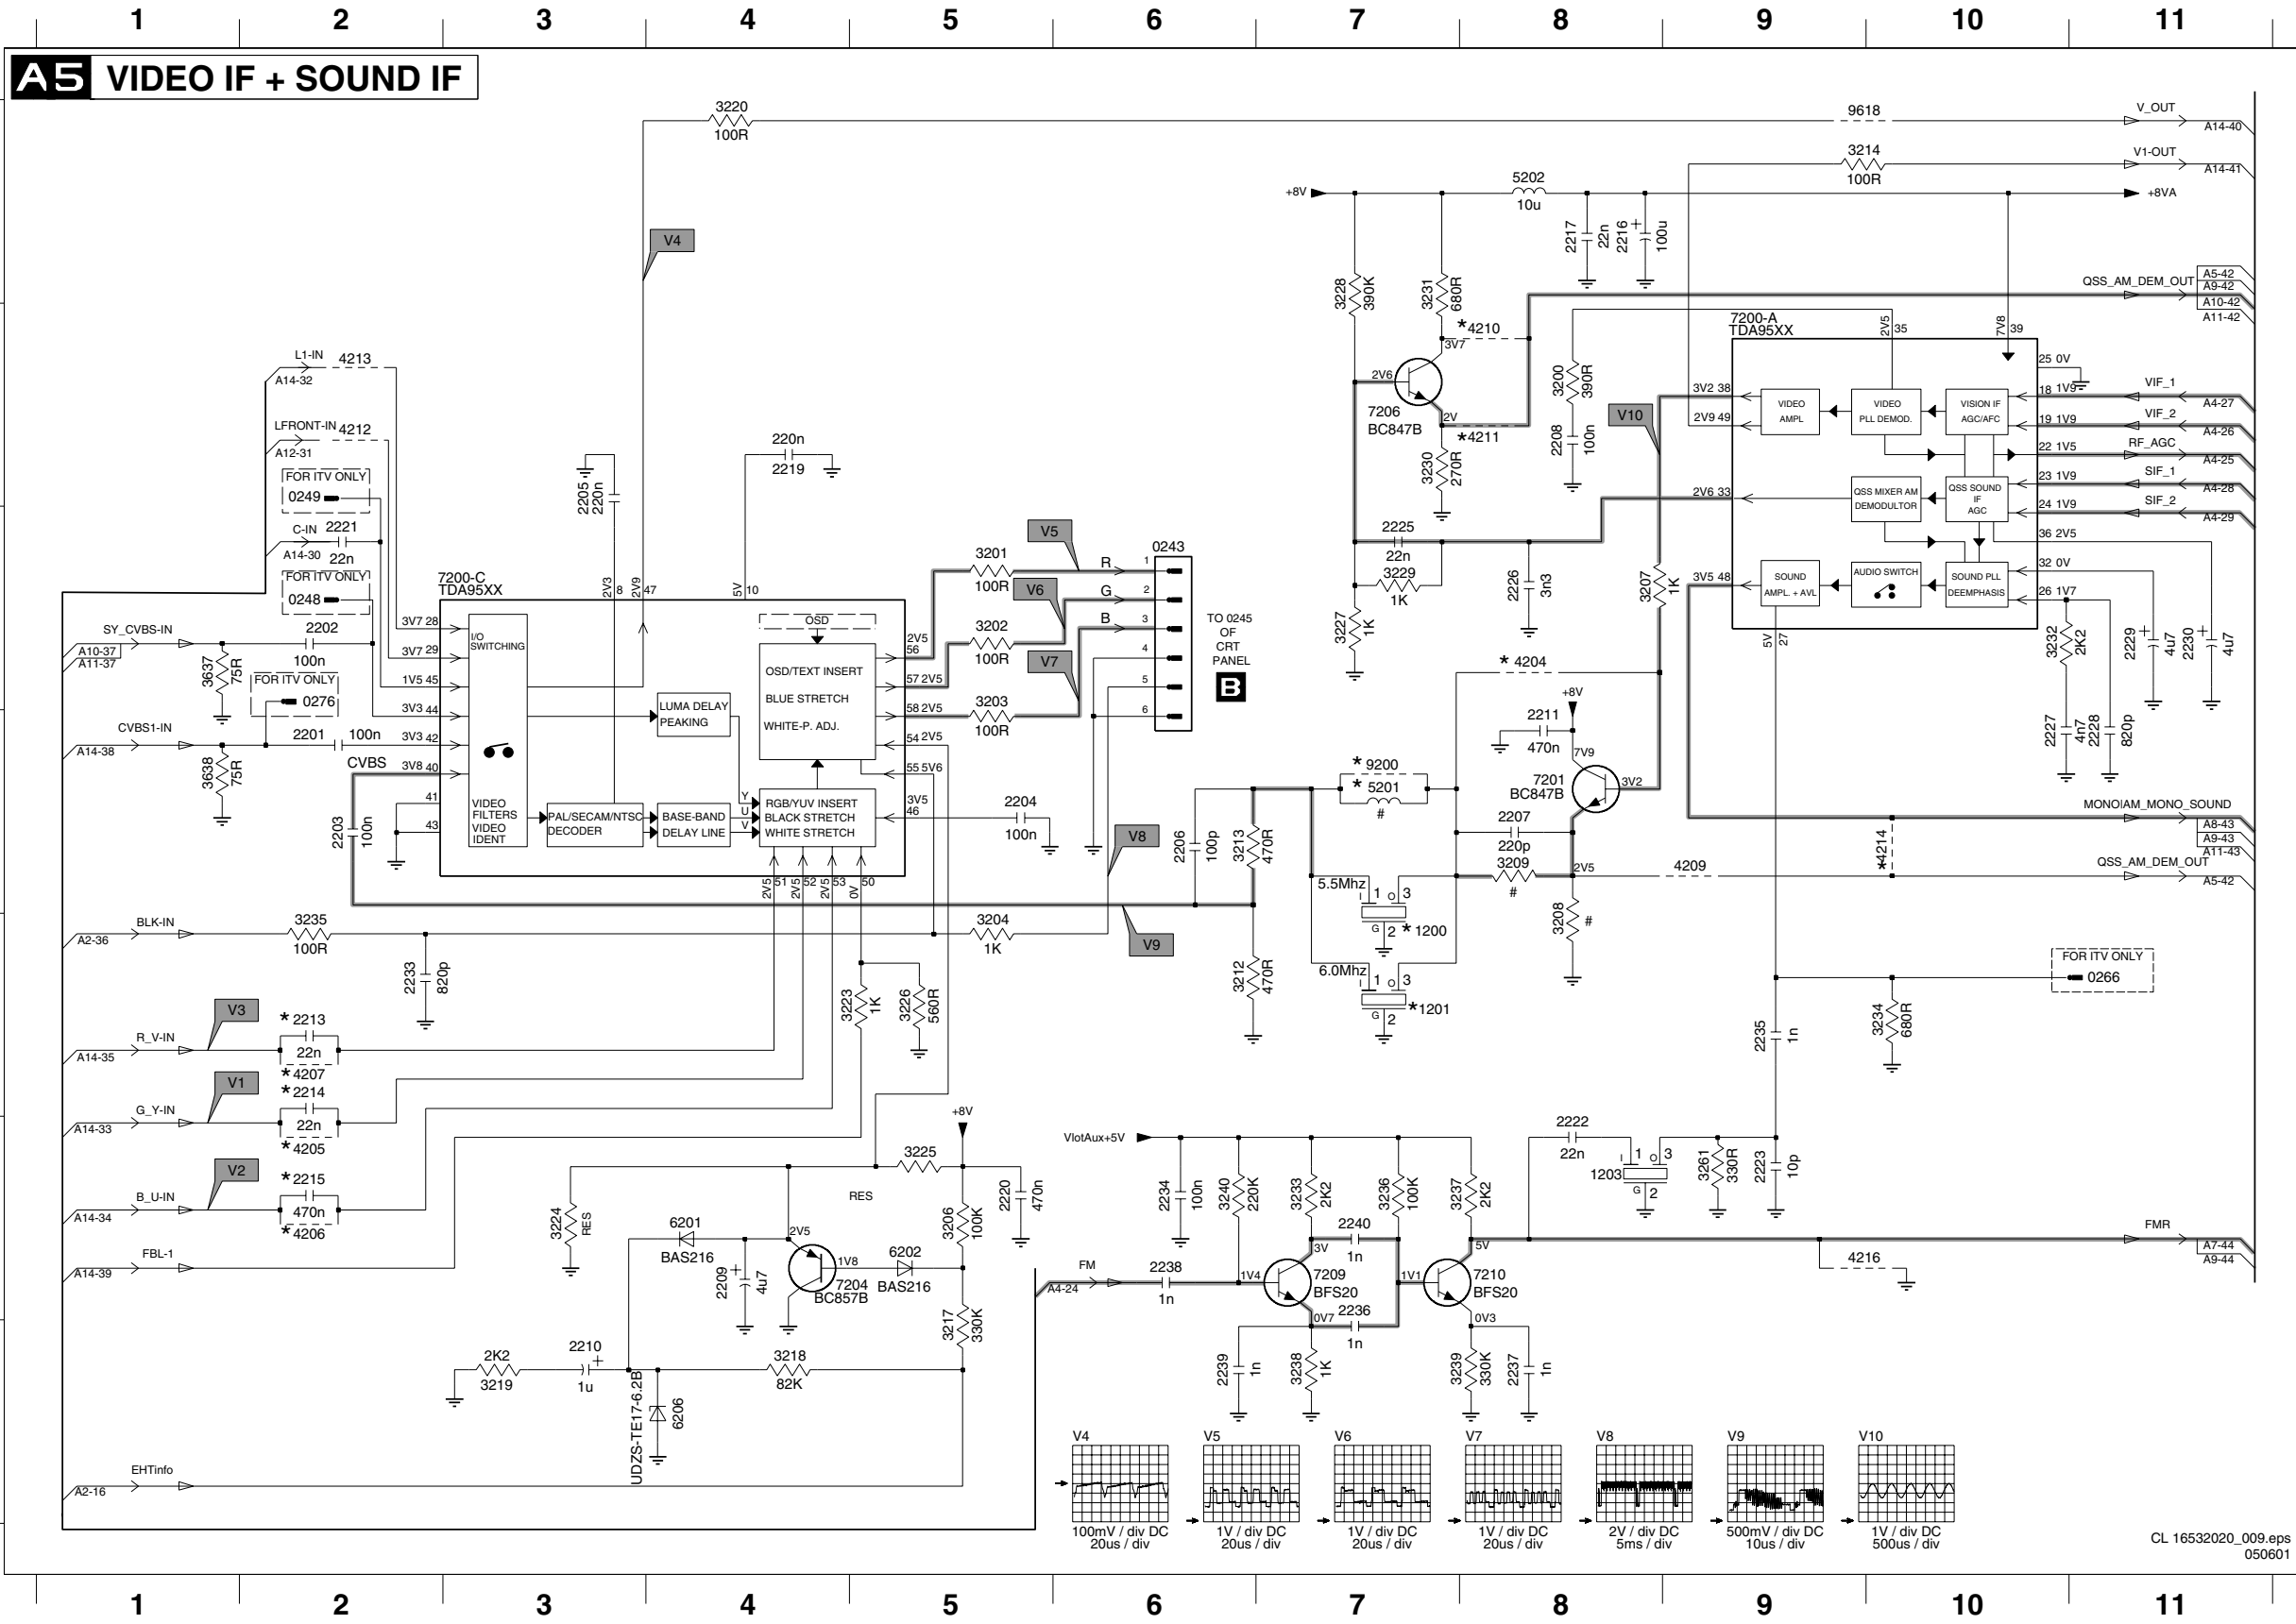 1 2 3 4 5 6 7 8 9 10 11
A5 VIDEO IF + SOUND IF
3220
100R
9618
V_OUT
A14-40
3214
100R
V1-OUT
A14-41
+8V
5202
10u
+8VA
2217
22n
2216
+
100u
V4
3228
390K
3231
680R
QSS_AM_DEM_OUT
A5-42
A9-42
A10-42
A11-42
*4210
3V7
2V6
7206
BC847B
2V
*4211
3230
270R
3200
390R
2208
100n
V10
7200-A
TDA95XX
2V5
35
7V8
39
25 0V
3V2 38
2V9 49
VIDEO
AMPL
VIDEO
PLL DEMOD.
VISION IF
AGC/AFC
18 1V9
VIF_1
A4-27
19 1V9
VIF_2
A4-26
22 1V5
RF_AGC
A4-25
23 1V9
SIF_1
A4-28
24 1V9
SIF_2
A4-29
2V6 33
QSS MIXER AM
DEMODULTOR
QSS SOUND
IF
AGC
36 2V5
32 0V
26 1V7
3V5 48
SOUND
AMPL. + AVL
AUDIO SWITCH
SOUND PLL
DEEMPHASIS
5V
27
3232
2K2
2229
+
4u7
2230
+
4u7
2227
4n7
2228
820p
L1-IN
4213
A14-32
LFRONT-IN
4212
A12-31
FOR ITV ONLY
0249
C-IN
2221
A14-30
22n
FOR ITV ONLY
0248
2202
100n
SY_CVBS-IN
A10-37
A11-37
3637
75R
FOR ITV ONLY
0276
CVBS1-IN
A14-38
2201
100n
3638
75R
CVBS
2203
100n
2205
220n
220n
2219
7200-C
TDA95XX
2V3
8
2V9
47
5V
10
3V7 28
3V7 29
1V5 45
3V3 44
3V3 42
3V8 40
41
43
I/O
SWITCHING
VIDEO
FILTERS
VIDEO
IDENT
PAL/SECAM/NTSC
DECODER
LUMA DELAY
PEAKING
BASE-BAND
DELAY LINE
Y
U
V
OSD
OSD/TEXT INSERT
BLUE STRETCH
WHITE-P. ADJ.
RGB/YUV INSERT
BLACK STRETCH
WHITE STRETCH
2V5
56
57 2V5
58 2V5
54 2V5
55 5V6
3V5
46
2V5
51
2V5
52
2V5
53
0V
50
3201
100R
3202
100R
3203
100R
2204
100n
V5
V6
V7
V8
V9
R
G
B
0243
1
2
3
4
5
6
TO 0245
OF
CRT
PANEL
B
2225
22n
3229
1K
3227
1K
2226
3n3
3207
1K
* 4204
+8V
2211
470n
7V9
7201
BC847B
3V2
* 9200
* 5201
#
2207
220p
3209
#
2V5
3208
#
4209
*4214
2206
100p
3213
470R
3212
470R
5.5Mhz
I 1 O 3
G 2 * 1200
6.0Mhz
1 O 3
G 2 *1201
MONO|AM_MONO_SOUND
A8-43
A9-43
A11-43
QSS_AM_DEM_OUT
A5-42
BLK-IN
A2-36
3235
100R
2233
820p
3204
1K
3223
1K
3226
560R
FOR ITV ONLY
0266
3234
680R
2235
1n
V3
R_V-IN
A14-35
*2213
22n
*4207
V1
G_Y-IN
A14-33
*2214
22n
*4205
V2
B_U-IN
A14-34
*2215
470n
*4206
FBL-1
A14-39
+8V
3225
RES
3224
RES
3206
100K
2220
470n
6201
BAS216
2V5
1V8
6202
BAS216
2209
+
4u7
7204
BC857B
3217
330K
2K2
3219
2210
+
1u
3218
82K
UDZS-TE17-6.2B
6206
EHTinfo
A2-16
VlotAux+5V
2234
100n
3240
220K
3233
2K2
3236
100K
3237
2K2
2222
22n
1203
I 1 O 3
G 2
3261
330R
2223
10p
FM
A4-24
2238
1n
1V4
3V
7209
BFS20
0V7
2240
1n
2236
1n
1V1
5V
7210
BFS20
0V3
2239
1n
3238
1K
3239
330K
2237
1n
4216
FMR
A7-44
A9-44
V4
100mV / div DC
20us / div
V5
1V / div DC
20us / div
V6
1V / div DC
20us / div
V7
1V / div DC
20us / div
V8
2V / div DC
5ms / div
V9
500mV / div DC
10us / div
V10
1V / div DC
500us / div
CL 16532020_009.eps
050601
1 2 3 4 5 6 7 8 9 10 11